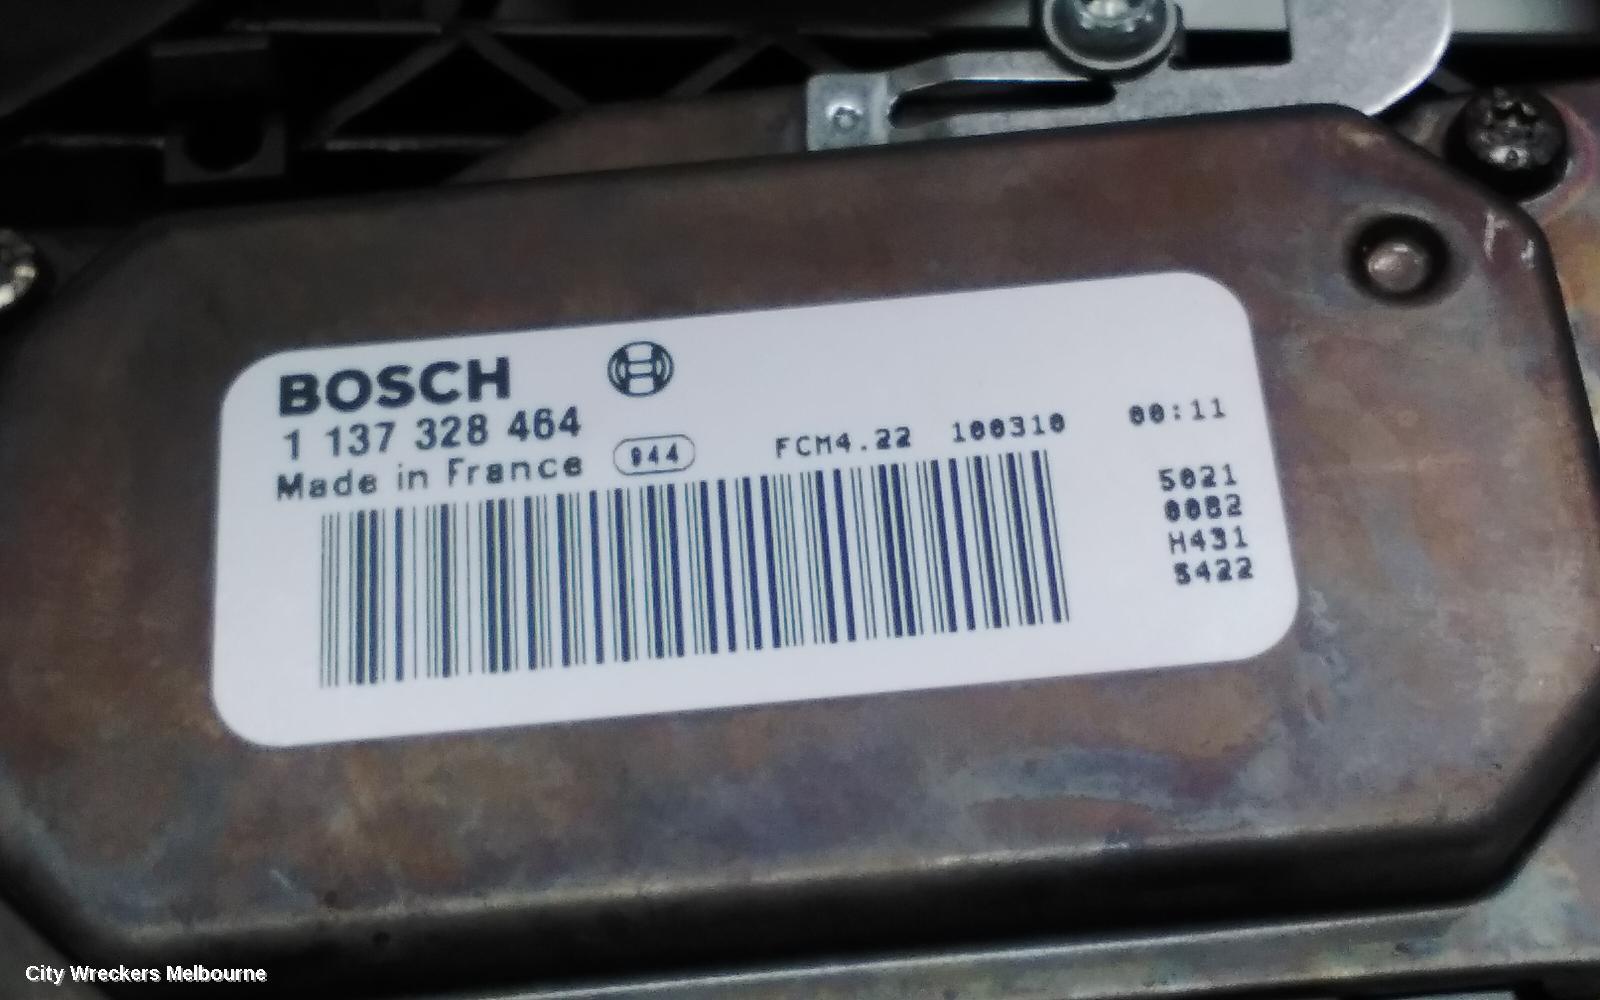 BOSCH
1 137 328 464
Made in France 944 FCM4.22 100310 00:11
5021
0082
H431
5422
City Wreckers Melbourne